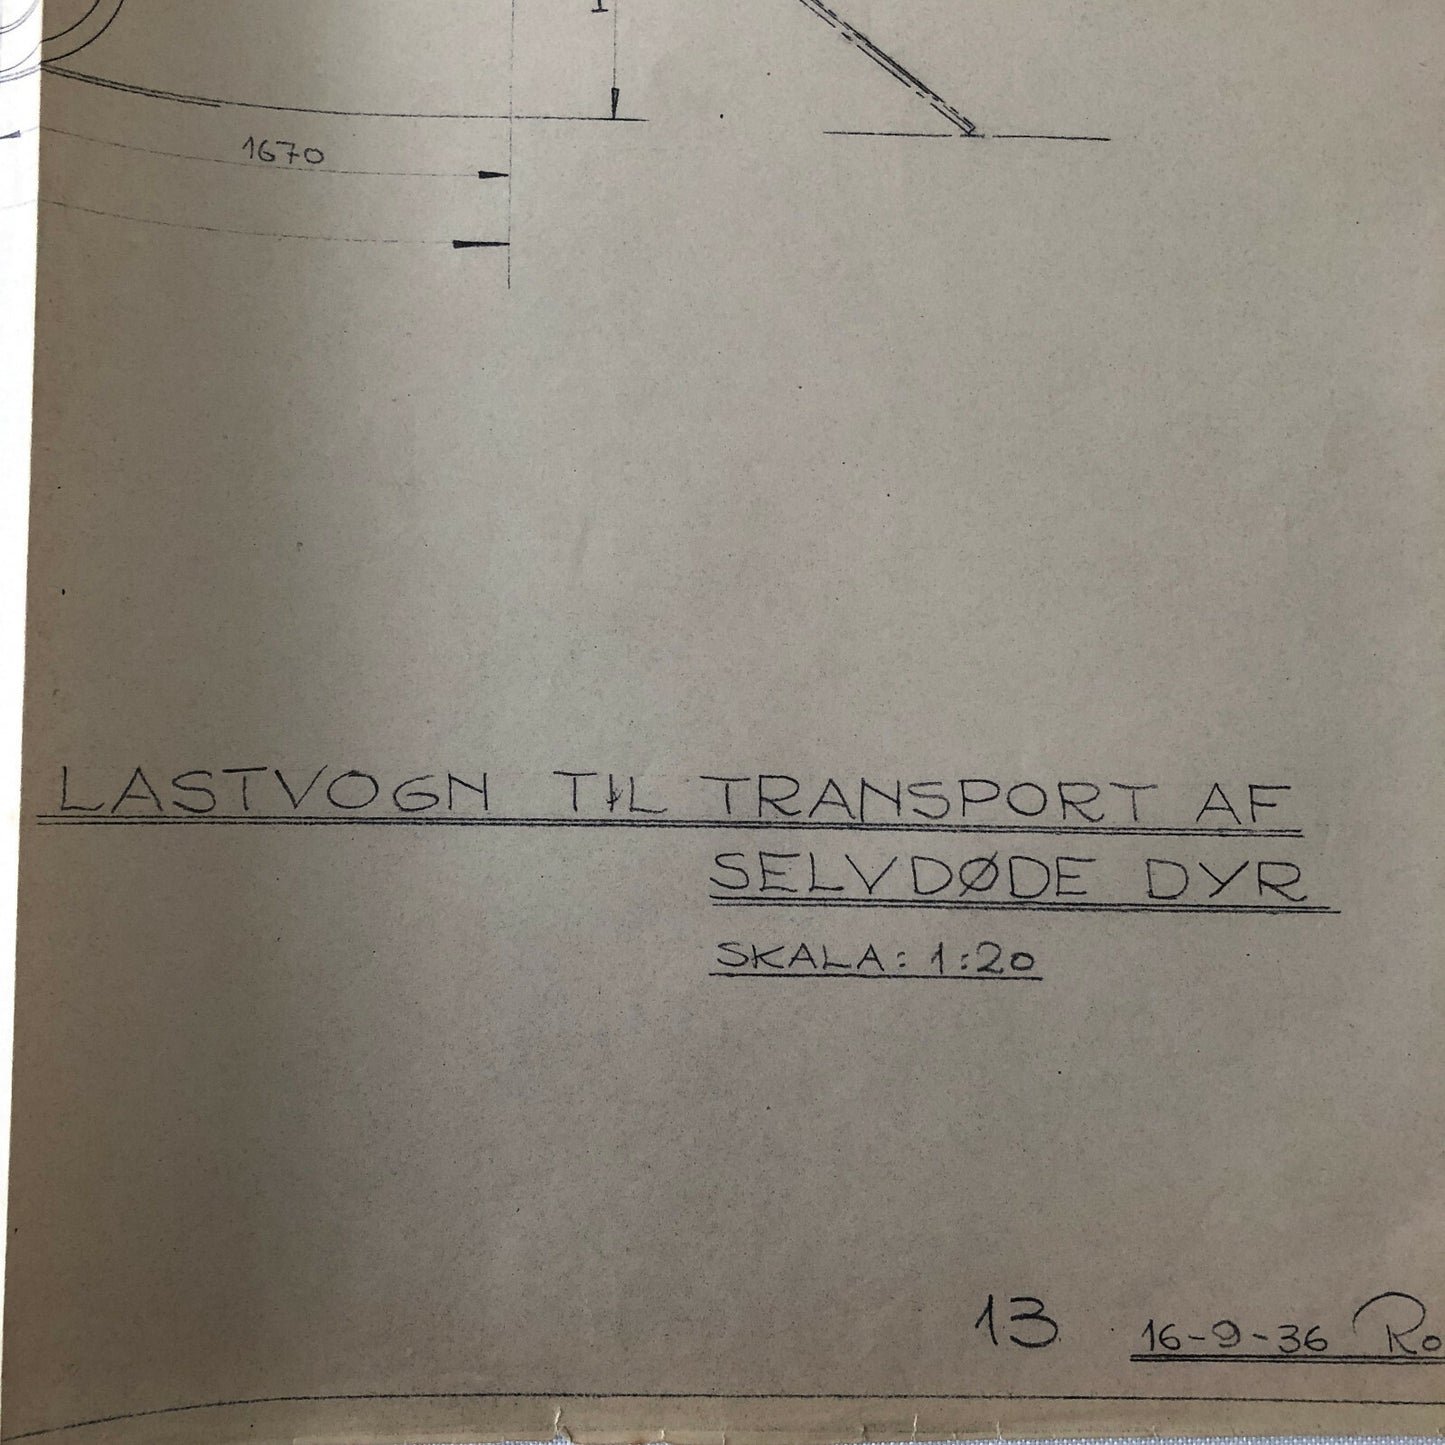 1670
LASTVOGN TIL TRANSPORT AF
SELVDØDE DYR
SKALA: 1:20
13 16-9-36